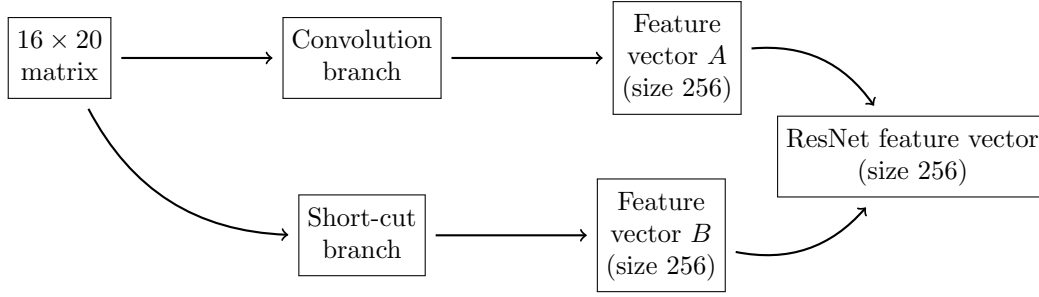 16 × 20
matrix
Convolution
branch
Feature
vector A
(size 256)
ResNet feature vector
(size 256)
Short-cut
branch
Feature
vector B
(size 256)